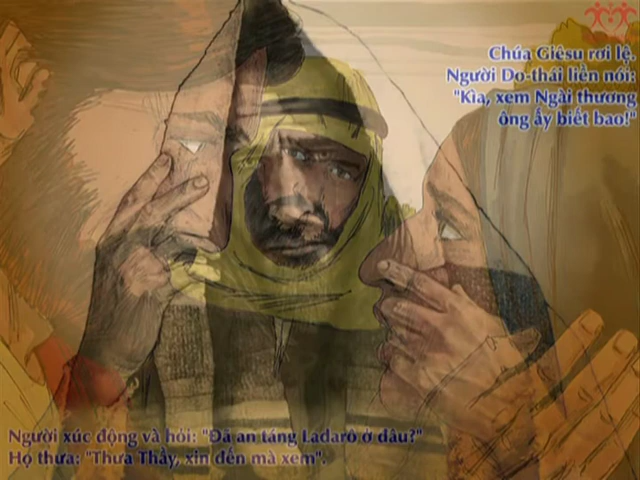 Chúa Giêsu rơi lệ.
Người Do-thái liền nói:
"Kìa, xem Ngài thương
ông ấy biết bao!"
Người xúc động và hỏi: "Đã an táng Ladarô ở đâu?"
Họ thưa: "Thưa Thầy, xin đến mà xem".